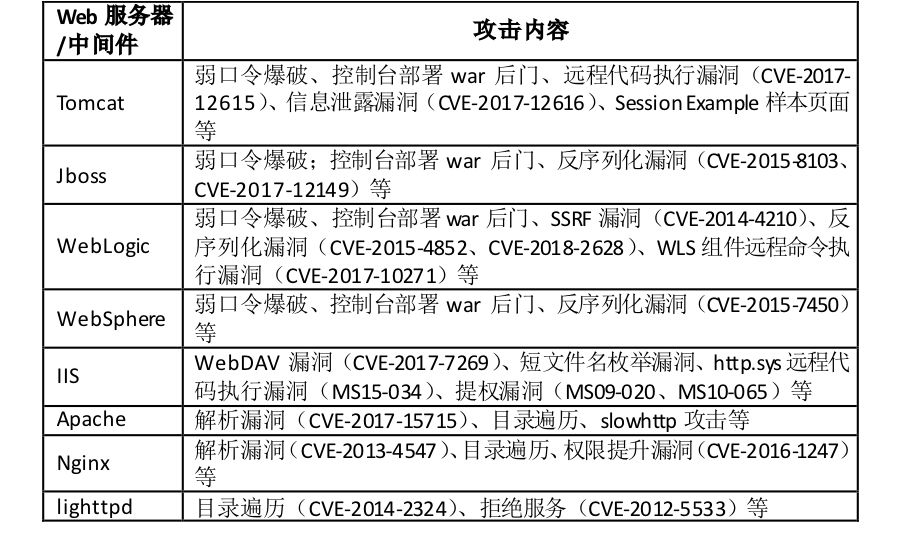 Web 服务器
/中间件
攻击内容
Tomcat
弱口令爆破、控制台部署 war 后门、远程代码执行漏洞（CVE-2017-
12615）、信息泄露漏洞（CVE-2017-12616）、Session Example 样本页面
等
Jboss
弱口令爆破；控制台部署 war 后门、反序列化漏洞（CVE-2015-8103、
CVE-2017-12149）等
WebLogic
弱口令爆破、控制台部署 war 后门、SSRF 漏洞（CVE-2014-4210）、反
序列化漏洞（CVE-2015-4852、CVE-2018-2628）、WLS 组件远程命令执
行漏洞（CVE-2017-10271）等
WebSphere
弱口令爆破、控制台部署 war 后门、反序列化漏洞（CVE-2015-7450）
等
IIS
WebDAV 漏洞（CVE-2017-7269）、短文件名枚举漏洞、http.sys 远程代
码执行漏洞（MS15-034）、提权漏洞（MS09-020、MS10-065）等
Apache
解析漏洞（CVE-2017-15715）、目录遍历、slowhttp 攻击等
Nginx
解析漏洞（CVE-2013-4547）、目录遍历、权限提升漏洞（CVE-2016-1247）
等
lighttpd
目录遍历（CVE-2014-2324）、拒绝服务（CVE-2012-5533）等